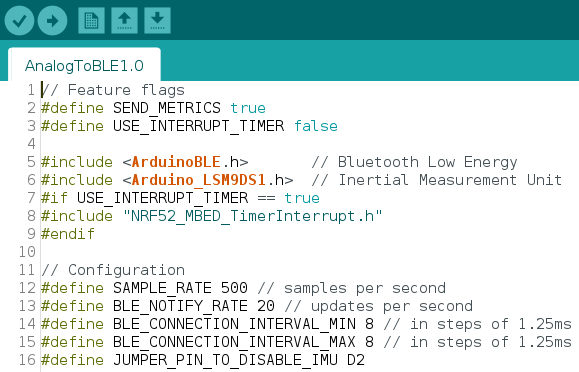 AnalogToBLE1.0
1 // Feature flags
2 #define SEND_METRICS true
3 #define USE_INTERRUPT_TIMER false
4
5 #include <ArduinoBLE.h>       // Bluetooth Low Energy
6 #include <Arduino_LSM9DS1.h>  // Inertial Measurement Unit
7 #if USE_INTERRUPT_TIMER == true
8 #include "NRF52_MBED_TimerInterrupt.h"
9 #endif
10
11 // Configuration
12 #define SAMPLE_RATE 500 // samples per second
13 #define BLE_NOTIFY_RATE 20 // updates per second
14 #define BLE_CONNECTION_INTERVAL_MIN 8 // in steps of 1.25ms
15 #define BLE_CONNECTION_INTERVAL_MAX 8 // in steps of 1.25ms
16 #define JUMPER_PIN_TO_DISABLE_IMU D2